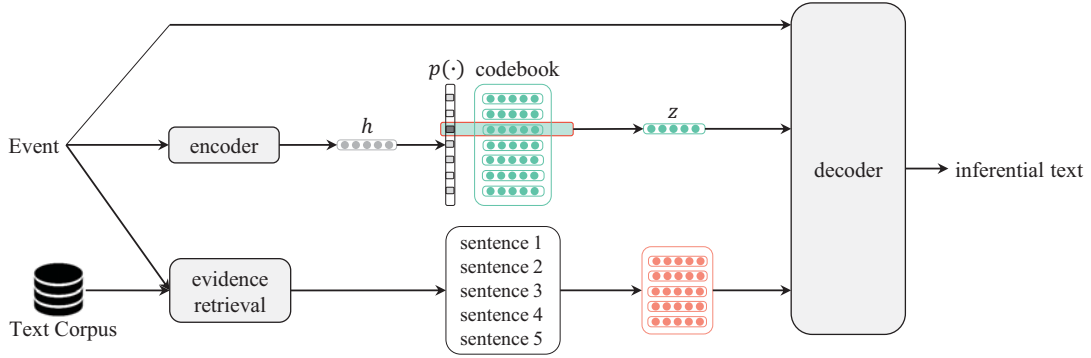 p(·) codebook
h
z
Event
encoder
decoder
inferential text
sentence 1
sentence 2
sentence 3
sentence 4
sentence 5
evidence
retrieval
Text Corpus